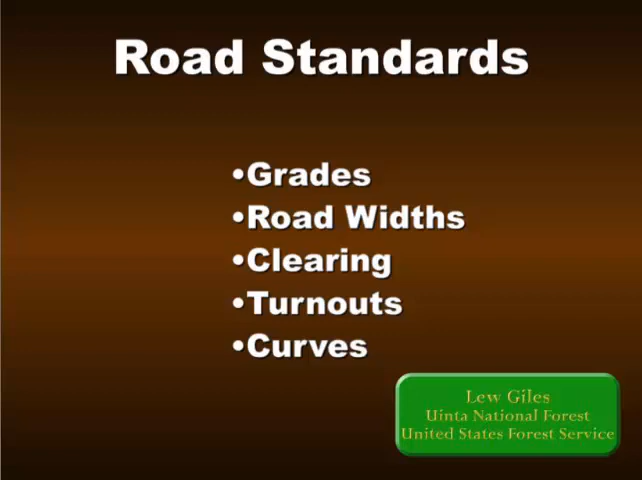 Road Standards
•Grades
•Road Widths
•Clearing
•Turnouts
•Curves
Lew Giles
Uinta National Forest
United States Forest Service